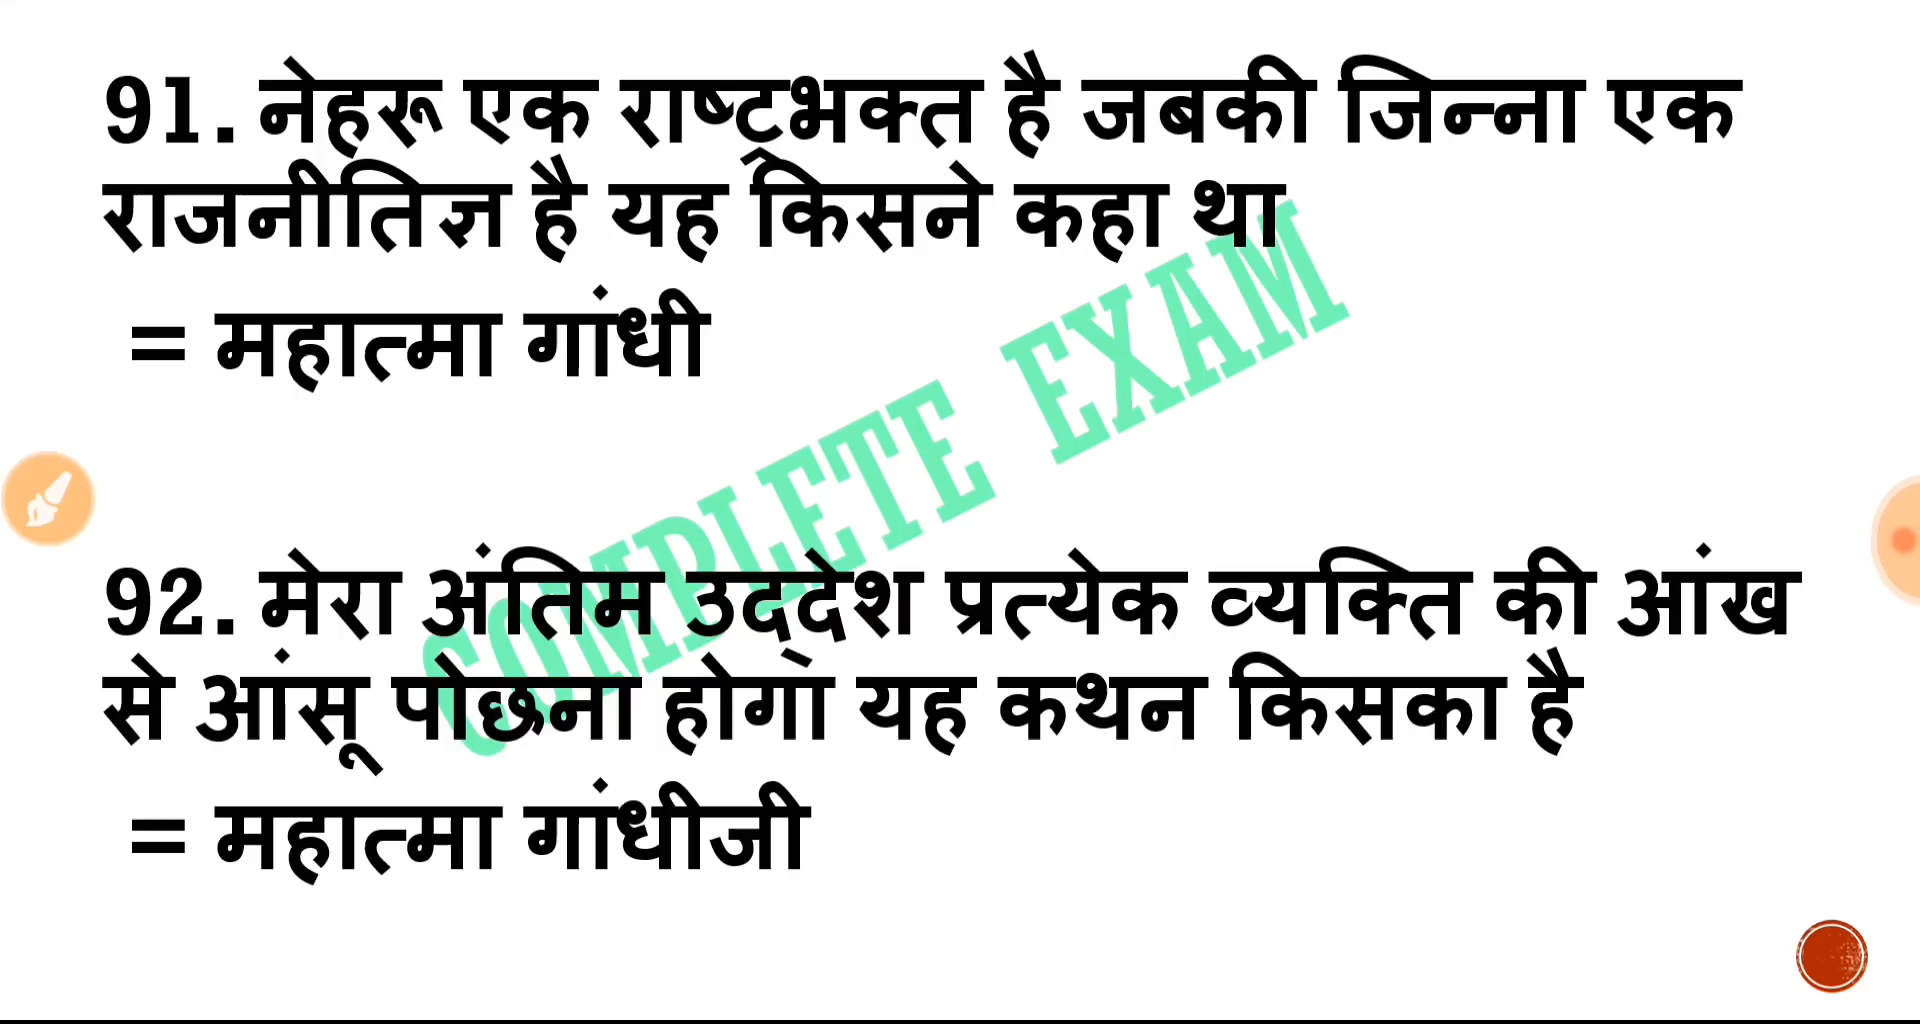 91. नेहरू एक राष्ट्रभक्त है जबकी जिन्ना एक
राजनीतिज्ञ है यह किसने कहा था
= महात्मा गांधी
COMPLETE EXAM
92. मेरा अंतिम उद्देश प्रत्येक व्यक्ति की आंख
से आंसू पोछना होगा यह कथन किसका है
= महात्मा गांधीजी